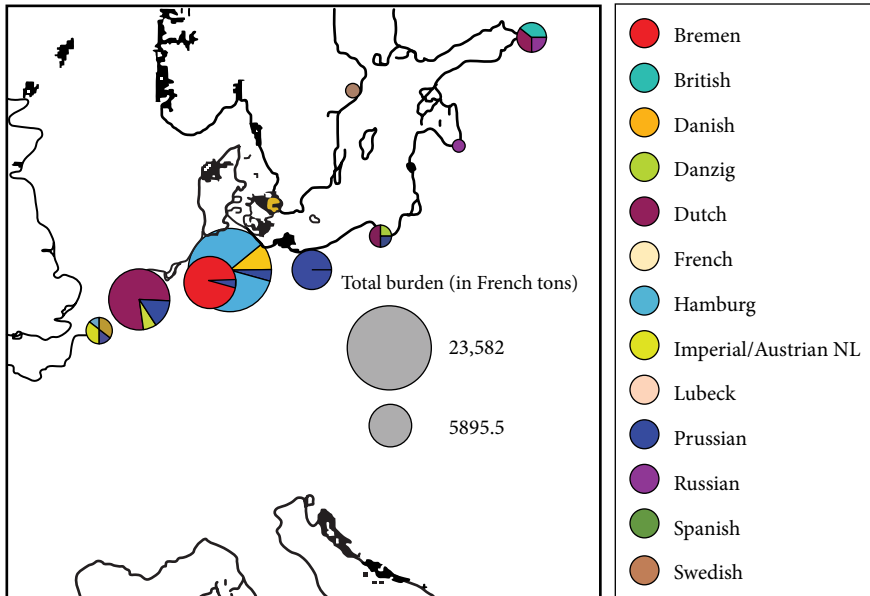 Total burden (in French tons)
23,582
5895.5
Bremen
British
Danish
Danzig
Dutch
French
Hamburg
Imperial/Austrian NL
Lubeck
Prussian
Russian
Spanish
Swedish